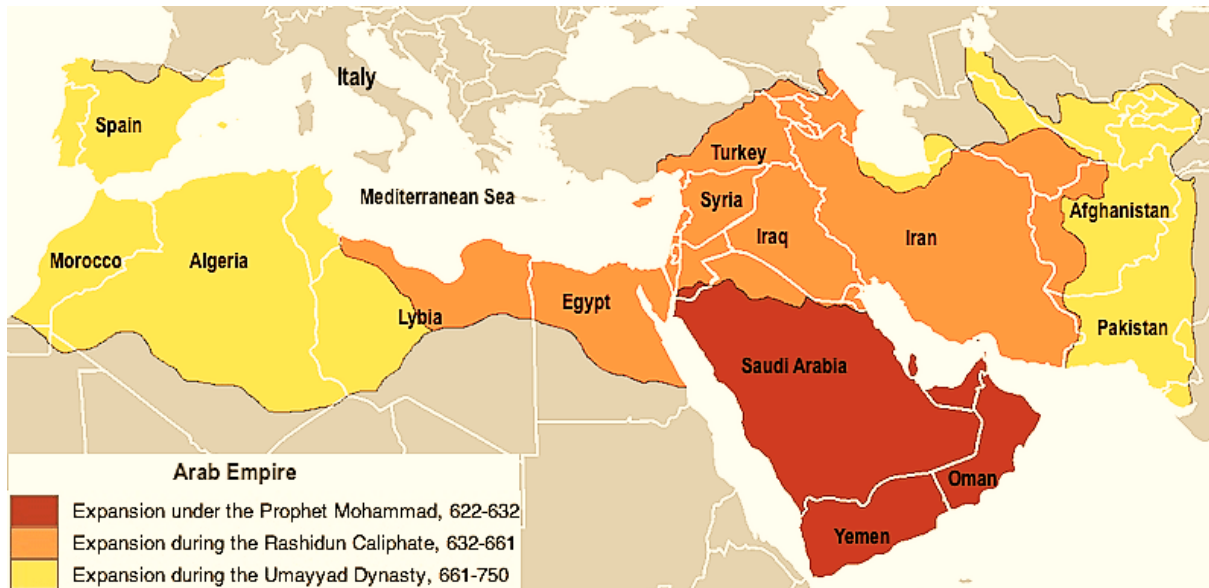 Italy
Spain
Turkey
Mediterranean Sea
Syria
Afghanistan
Iraq
Iran
Morocco
Algeria
Lybia
Egypt
Pakistan
Saudi Arabia
Oman
Yemen
Arab Empire
Expansion under the Prophet Mohammad, 622-632
Expansion during the Rashidun Caliphate, 632-661
Expansion during the Umayyad Dynasty, 661-750